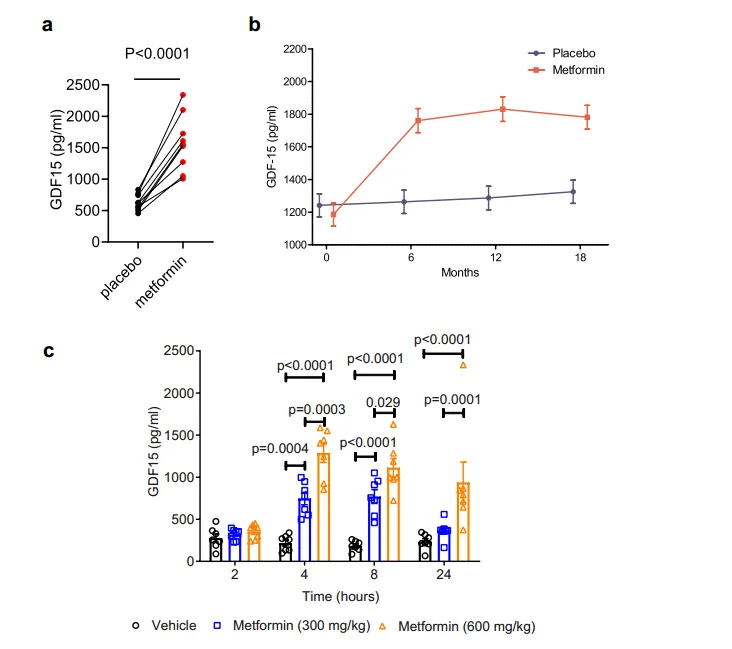 a
P<0.0001
GDF15 (pg/ml)
2500
2000
1500
1000
500
0
placebo
metformin
b
Placebo
Metformin
GDF-15 (pg/ml)
2200
2000
1800
1600
1400
1200
1000
0 6 12 18
Months
c
GDF15 (pg/ml)
2500
2000
1500
1000
500
0
p<0.0001
p=0.0003
p=0.0004
p<0.0001
0.029
p<0.0001
p<0.0001
p=0.0001
2 4 8 24
Time (hours)
Vehicle Metformin (300 mg/kg) Metformin (600 mg/kg)